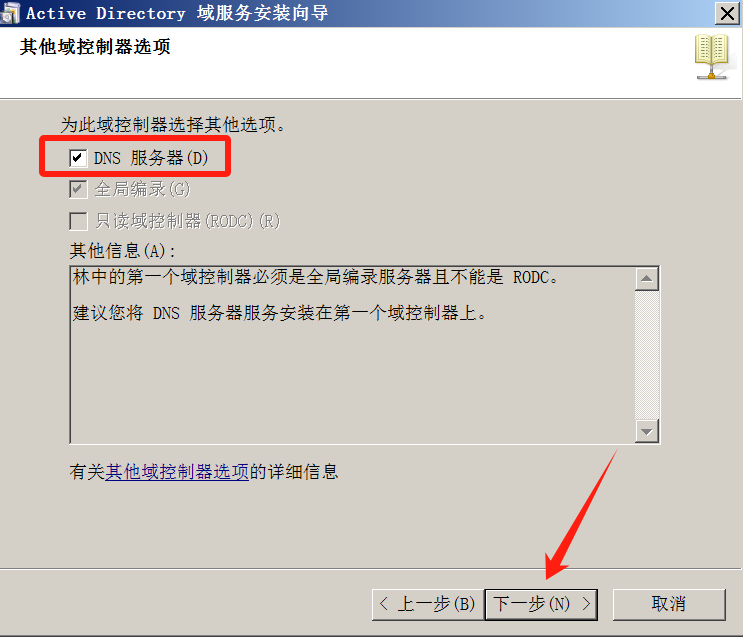 Active Directory 域服务安装向导
其他域控制器选项
为此域控制器选择其他选项。
DNS 服务器(D)
全局编录(G)
只读域控制器(RODC)(R)
其他信息(A):
林中的第一个域控制器必须是全局编录服务器且不能是 RODC。
建议您将 DNS 服务器服务安装在第一个域控制器上。
有关其他域控制器选项的详细信息
< 上一步(B) 下一步(N) > 取消